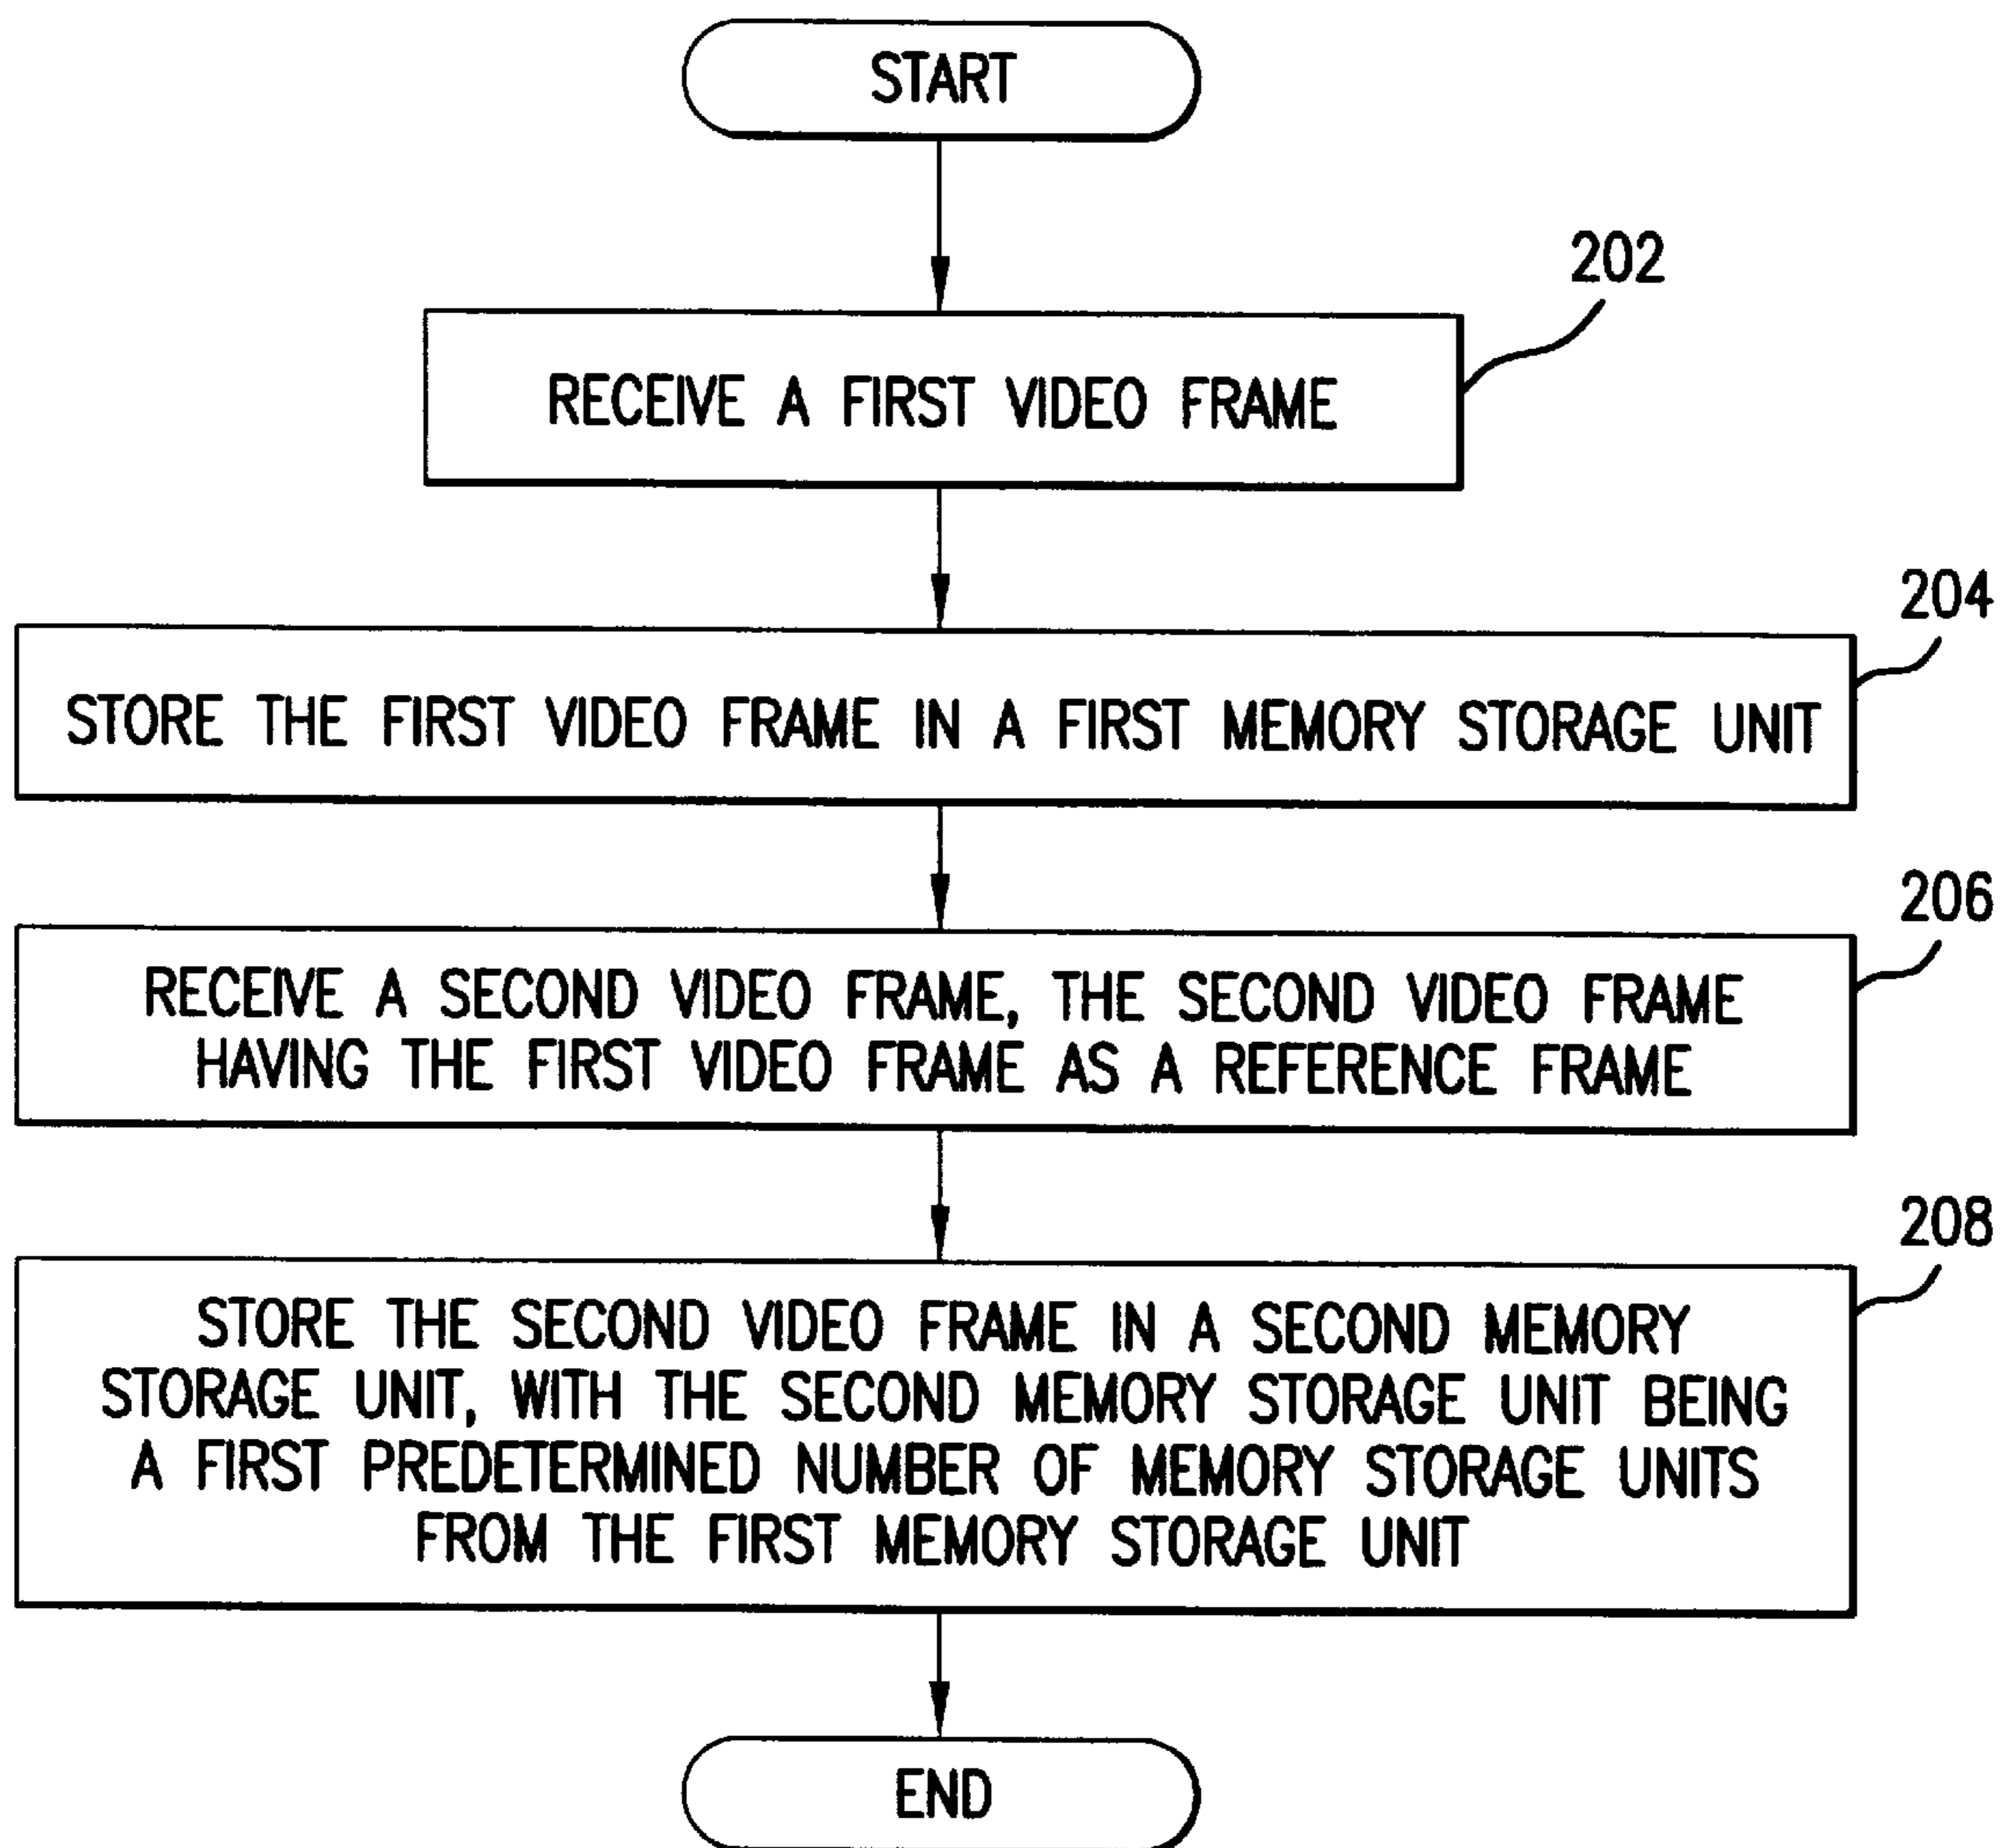 START
202
RECEIVE A FIRST VIDEO FRAME
204
STORE THE FIRST VIDEO FRAME IN A FIRST MEMORY STORAGE UNIT
206
RECEIVE A SECOND VIDEO FRAME, THE SECOND VIDEO FRAME
HAVING THE FIRST VIDEO FRAME AS A REFERENCE FRAME
208
STORE THE SECOND VIDEO FRAME IN A SECOND MEMORY
STORAGE UNIT, WITH THE SECOND MEMORY STORAGE UNIT BEING
A FIRST PREDETERMINED NUMBER OF MEMORY STORAGE UNITS
FROM THE FIRST MEMORY STORAGE UNIT
END